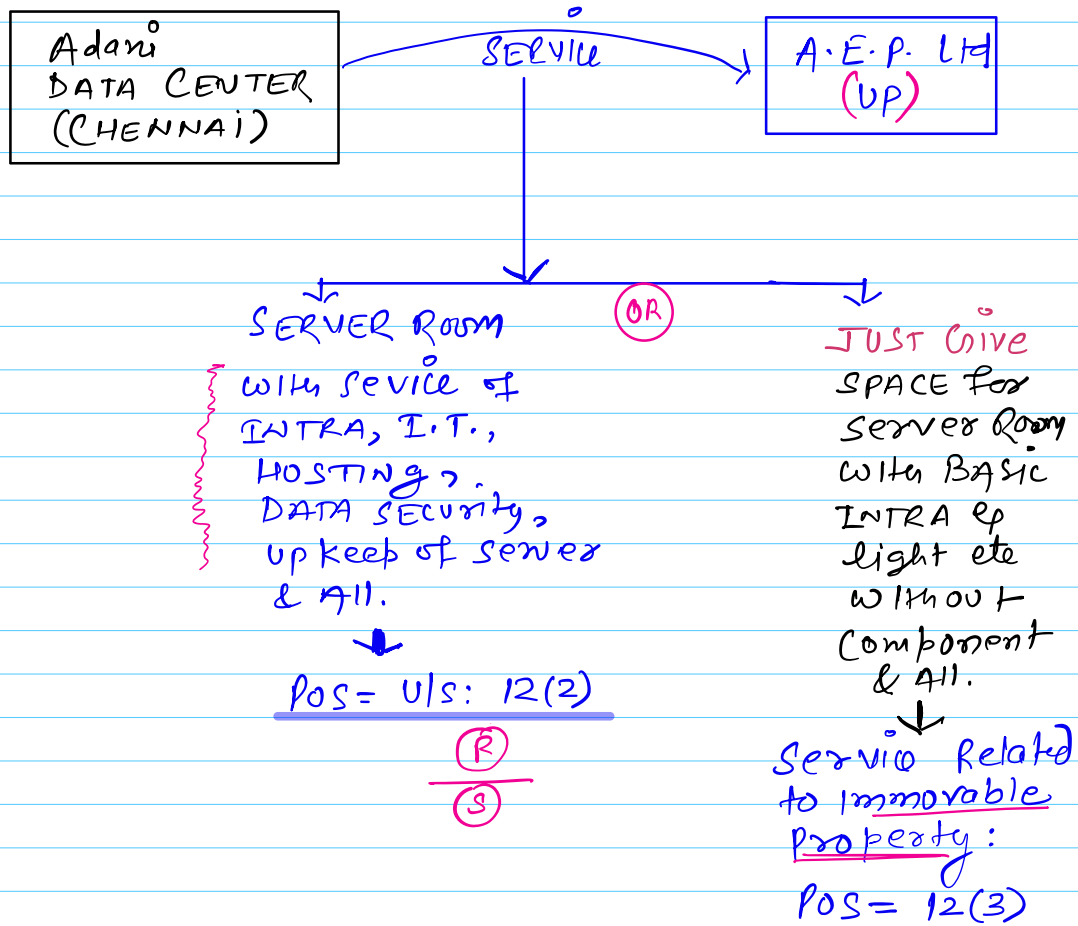 Adani
DATA CENTER
(CHENNAI)
SERVICE
A.E.P. Ltd
(UP)
OR
SERVER ROOM
with Sevice of
INTRA, I.T.,
HOSTING,
DATA SECURITY,
upkeep of server
& All.
POS = U/S: 12(2)
R
S
JUST Give
SPACE for
Server Room
with BASIC
INTRA ep
light etc
without
Component
& All.
Service Related
to Immovable
Property:
POS = 12(3)